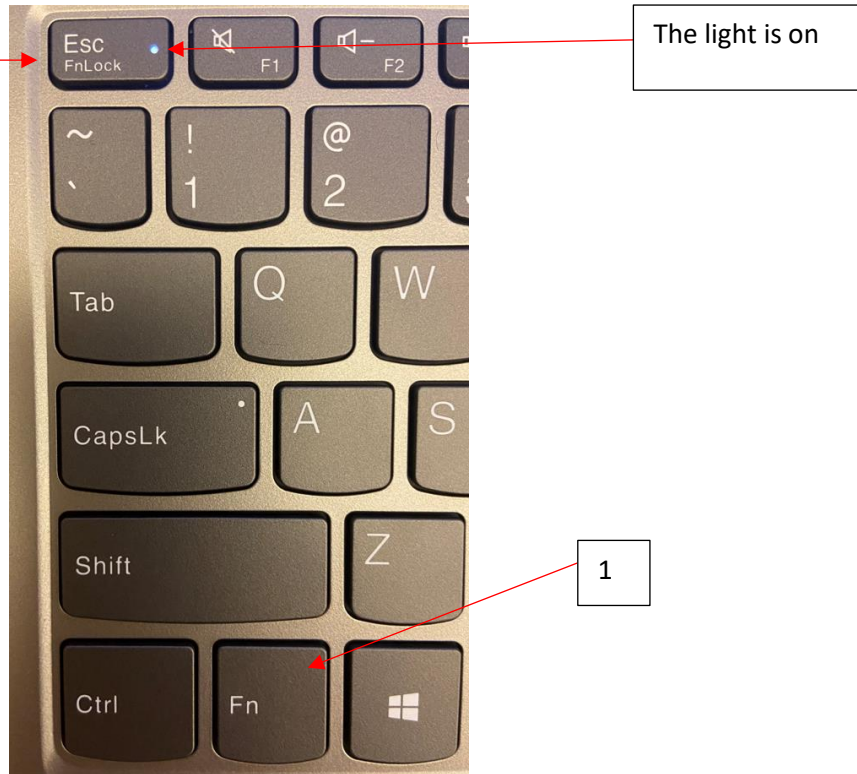 Esc
FnLock
F1
F2
The light is on
~
`
!
1
@
2
Tab
Q
W
CapsLk
A
S
Shift
Z
1
Ctrl
Fn